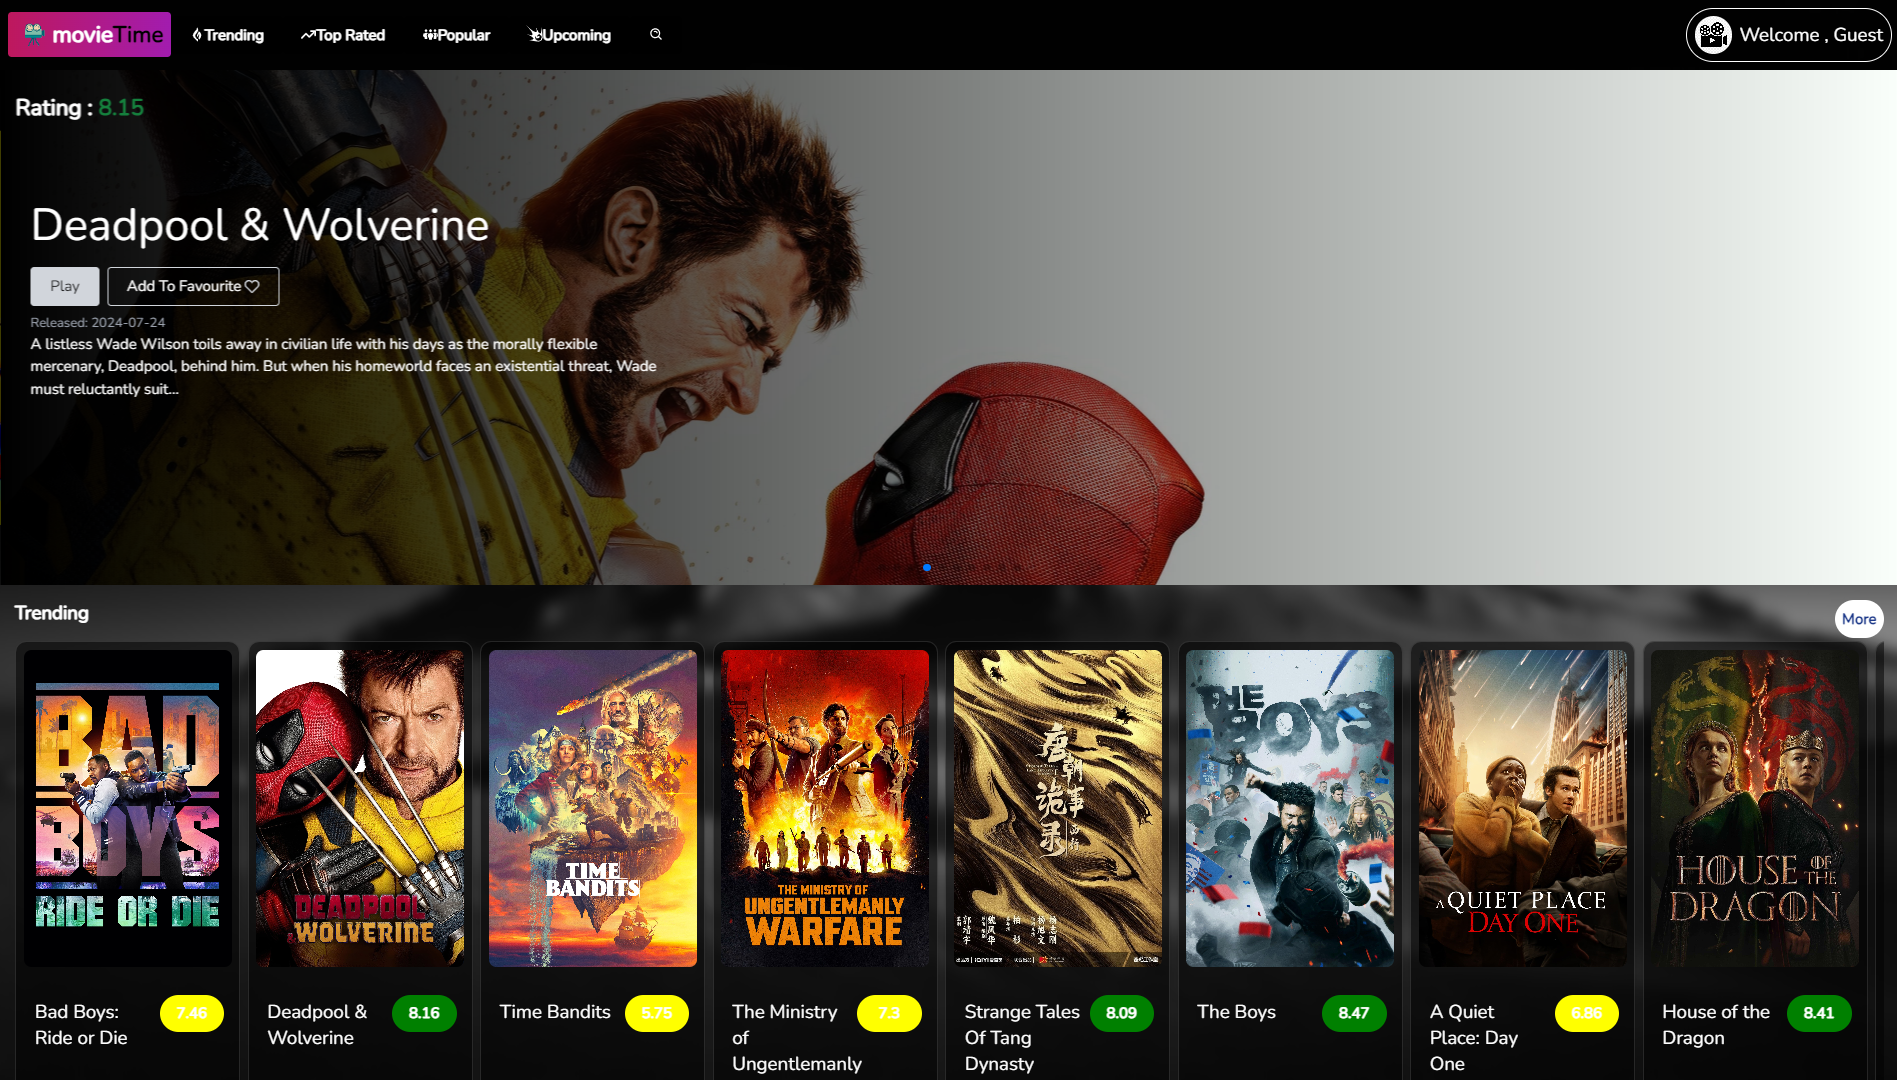 movieTime
Trending
Top Rated
Popular
Upcoming
Welcome , Guest
Rating : 8.15
Deadpool & Wolverine
Play
Add To Favourite
Released: 2024-07-24
A listless Wade Wilson toils away in civilian life with his days as the morally flexible
mercenary, Deadpool, behind him. But when his homeworld faces an existential threat, Wade
must reluctantly suit...
Trending
More
BAD
BOYS
RIDE OR DIE
DEADPOOL
& WOLVERINE
TIME
BANDITS
THE MINISTRY OF
UNGENTLEMANLY
WARFARE
唐朝
诡事
录
西行
THE
BOYS
A QUIET PLACE
DAY ONE
HOUSE OF
THE
DRAGON
Bad Boys:
Ride or Die
7.46
Deadpool &
Wolverine
8.16
Time Bandits
5.75
The Ministry
of
Ungentlemanly
7.3
Strange Tales
Of Tang
Dynasty
8.09
The Boys
8.47
A Quiet
Place: Day
One
6.86
House of the
Dragon
8.41